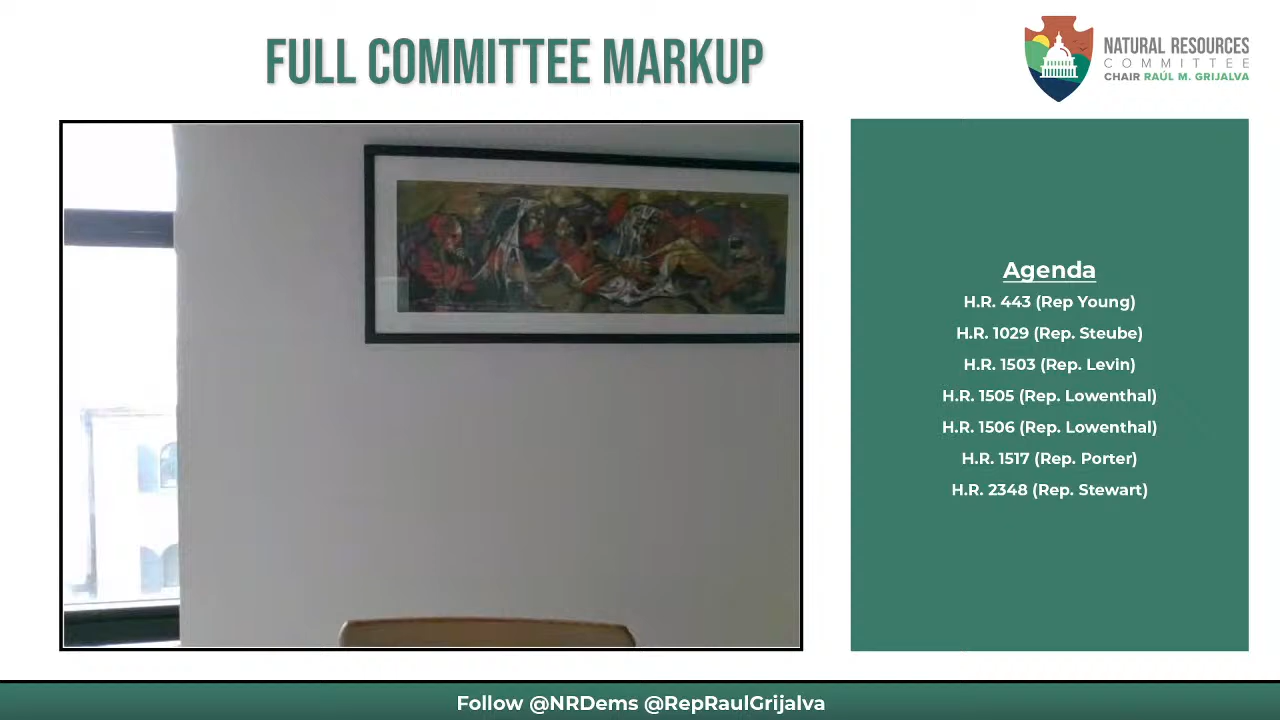 FULL COMMITTEE MARKUP
NATURAL RESOURCES
COMMITTEE
CHAIR RAÚL M. GRIJALVA
Agenda
H.R. 443 (Rep Young)
H.R. 1029 (Rep. Steube)
H.R. 1503 (Rep. Levin)
H.R. 1505 (Rep. Lowenthal)
H.R. 1506 (Rep. Lowenthal)
H.R. 1517 (Rep. Porter)
H.R. 2348 (Rep. Stewart)
Follow @NRDems @RepRaulGrijalva